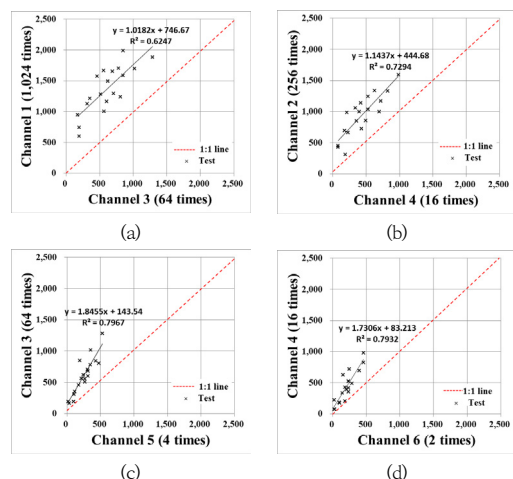 2,500
2,000
1,500
1,000
500
0
Channel 1 (1,024 times)
y = 1.0182x + 746.67
R² = 0.6247
1:1 line
Test
0 500 1,000 1,500 2,000 2,500
Channel 3 (64 times)
(a)
2,500
2,000
1,500
1,000
500
0
Channel 2 (256 times)
y = 1.1437x + 444.68
R² = 0.7294
1:1 line
Test
0 500 1,000 1,500 2,000 2,500
Channel 4 (16 times)
(b)
2,500
2,000
1,500
1,000
500
0
Channel 3 (64 times)
y = 1.8455x + 143.54
R² = 0.7967
1:1 line
Test
0 500 1,000 1,500 2,000 2,500
Channel 5 (4 times)
(c)
2,500
2,000
1,500
1,000
500
0
Channel 4 (16 times)
y = 1.7306x + 83.213
R² = 0.7932
1:1 line
Test
0 500 1,000 1,500 2,000 2,500
Channel 6 (2 times)
(d)